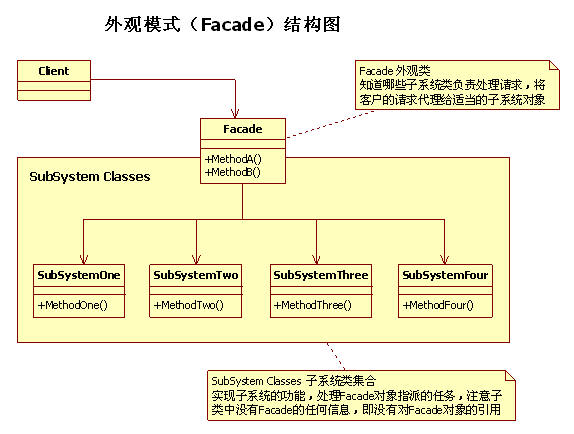 外观模式（Facade）结构图
Client
Facade 外观类
知道哪些子系统类负责处理请求，将
客户的请求代理给适当的子系统对象
Facade
+MethodA()
+MethodB()
SubSystem Classes
SubSystemOne
+MethodOne()
SubSystemTwo
+MethodTwo()
SubSystemThree
+MethodThree()
SubSystemFour
+MethodFour()
SubSystem Classes 子系统类集合
实现子系统的功能，处理Facade对象指派的任务，注意子
类中没有Facade的任何信息，即没有对Facade对象的引用